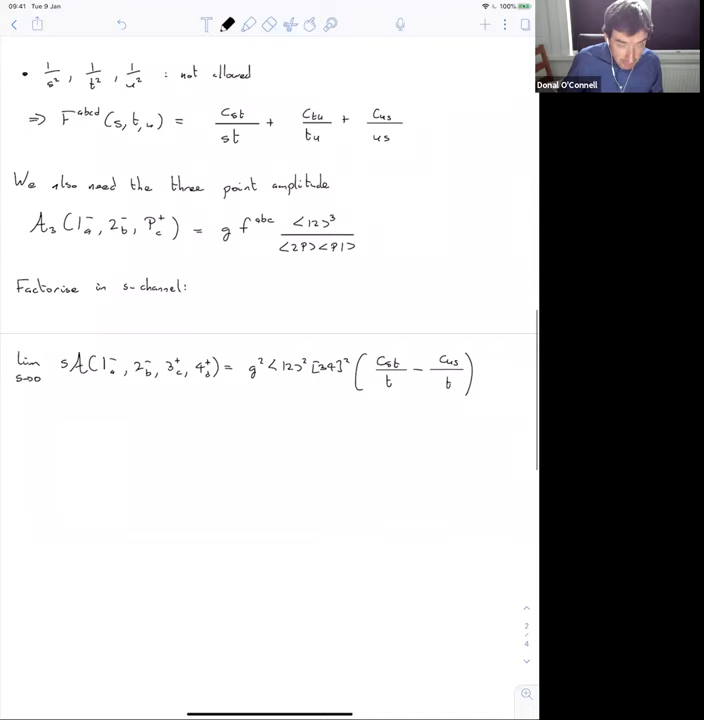 09:41 Tue 9 Jan
100%
Donal O'Connell
• 1/s², 1/t², 1/u² : not allowed
⇒ F^abcd (s, t, u) = C_st/st + C_tu/tu + C_us/us
We also need the three point amplitude
A₃ (1⁻_a, 2⁻_b, P⁺_c) = g f^abc <12>³/<2P><P1>
Factorise in s-channel:
lim s→0 s A(1⁻_a, 2⁻_b, 3⁺_c, 4⁺_d) = g² <12>² [34]² (C_st/t − C_us/t)
2 / 4